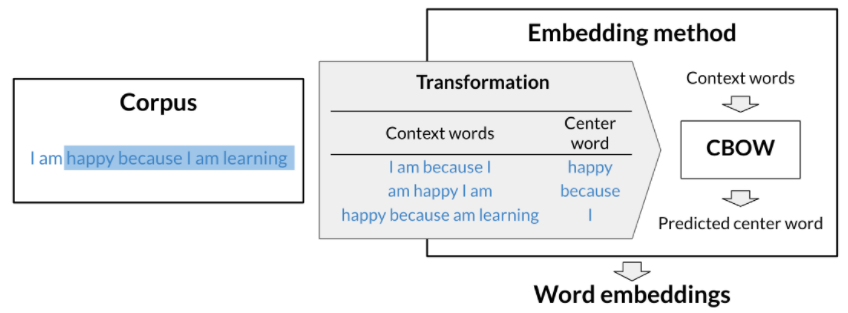 Embedding method
Corpus
I am happy because I am learning
Transformation
Context words
Center
word
I am because I
happy
am happy I am
because
happy because am learning
I
Context words
CBOW
Predicted center word
Word embeddings